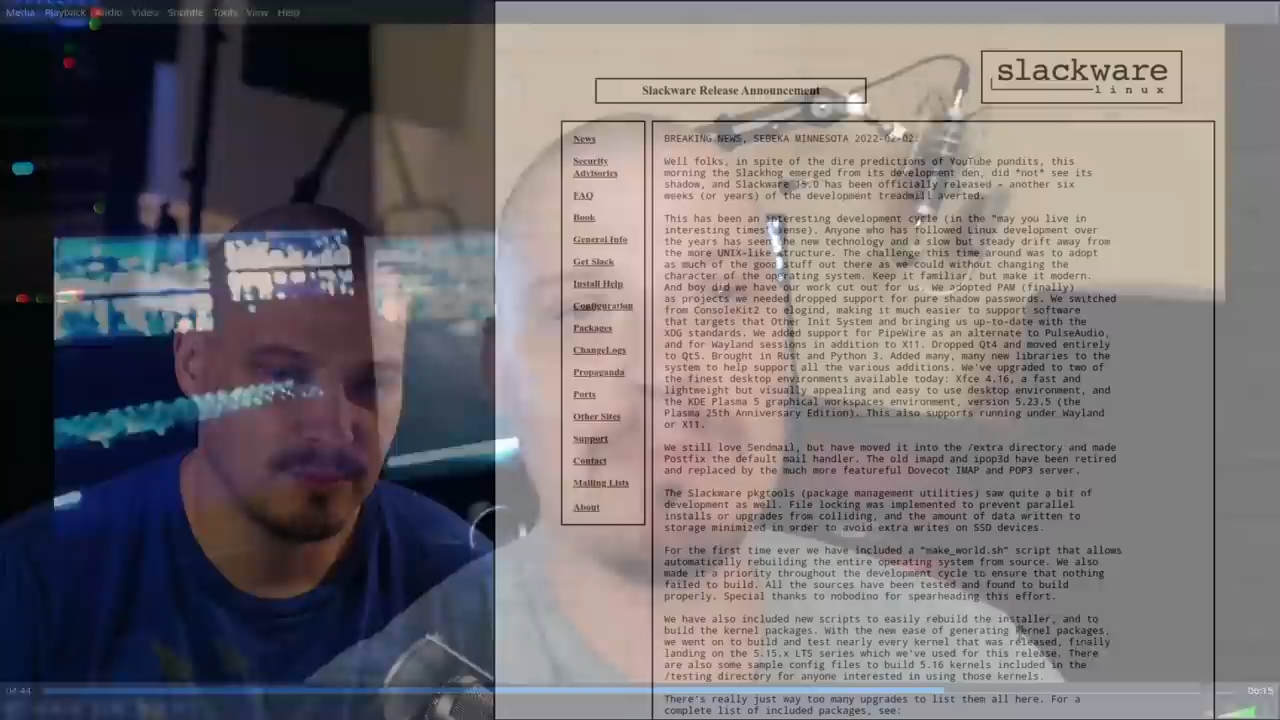 Media Playback Audio Video Subtitle Tools View Help
slackware
linux
Slackware Release Announcement
News
Security
Advisories
FAQ
Book
General Info
Get Slack
Install Help
Configuration
Packages
ChangeLogs
Propaganda
Ports
Other Sites
Support
Contact
Mailing Lists
About
BREAKING NEWS, SEBEKA MINNESOTA 2022-02-02:
Well folks, in spite of the dire predictions of YouTube pundits, this
morning the Slackhog emerged from its development den, did *not* see its
shadow, and Slackware 15.0 has been officially released - another six
weeks (or years) of the development treadmill averted.
This has been an interesting development cycle (in the "may you live in
interesting times" sense). Anyone who has followed Linux development over
the years has seen the new technology and a slow but steady drift away from
the more UNIX-like structure. The challenge this time around was to adopt
as much of the good stuff out there as we could without changing the
character of the operating system. Keep it familiar, but make it modern.
And boy did we have our work cut out for us. We adopted PAM (finally)
as projects we needed dropped support for pure shadow passwords. We switched
from ConsoleKit2 to elogind, making it much easier to support software
that targets that Other Init System and bringing us up-to-date with the
XDG standards. We added support for PipeWire as an alternate to PulseAudio,
and for Wayland sessions in addition to X11. Dropped Qt4 and moved entirely
to Qt5. Brought in Rust and Python 3. Added many, many new libraries to the
system to help support all the various additions. We've upgraded to two of
the finest desktop environments available today: Xfce 4.16, a fast and
lightweight but visually appealing and easy to use desktop environment, and
the KDE Plasma 5 graphical workspaces environment, version 5.23.5 (the
Plasma 25th Anniversary Edition). This also supports running under Wayland
or X11.
We still love Sendmail, but have moved it into the /extra directory and made
Postfix the default mail handler. The old imapd and ipop3d have been retired
and replaced by the much more featureful Dovecot IMAP and POP3 server.
The Slackware pkgtools (package management utilities) saw quite a bit of
development as well. File locking was implemented to prevent parallel
installs or upgrades from colliding, and the amount of data written to
storage minimized in order to avoid extra writes on SSD devices.
For the first time ever we have included a "make_world.sh" script that allows
automatically rebuilding the entire operating system from source. We also
made it a priority throughout the development cycle to ensure that nothing
failed to build. All the sources have been tested and found to build
properly. Special thanks to nobodino for spearheading this effort.
We have also included new scripts to easily rebuild the installer, and to
build the kernel packages. With the new ease of generating kernel packages,
we went on to build and test nearly every kernel that was released, finally
landing on the 5.15.x LTS series which we've used for this release. There
are also some sample config files to build 5.16 kernels included in the
/testing directory for anyone interested in using those kernels.
There's really just way too many upgrades to list them all here. For a
complete list of included packages, see:
04:44
06:15